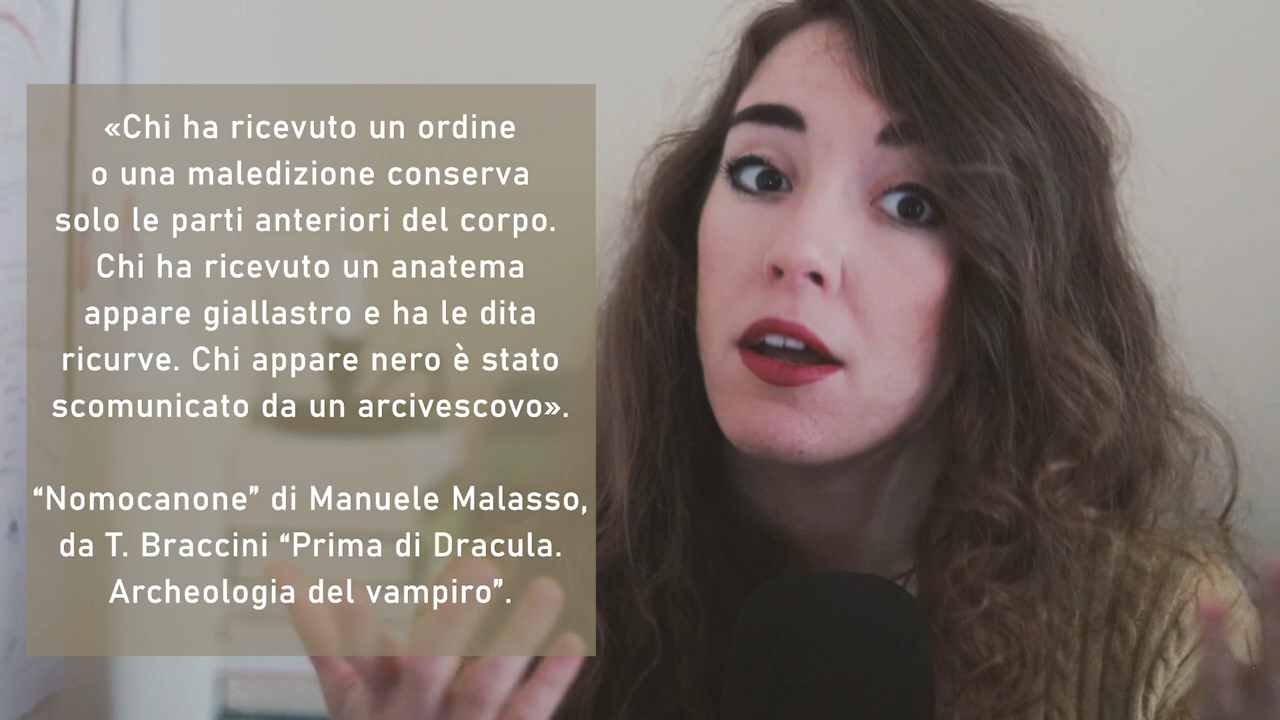 «Chi ha ricevuto un ordine
o una maledizione conserva
solo le parti anteriori del corpo.
Chi ha ricevuto un anatema
appare giallastro e ha le dita
ricurve. Chi appare nero è stato
scomunicato da un arcivescovo».
“Nomocanone” di Manuele Malasso,
da T. Braccini “Prima di Dracula.
Archeologia del vampiro”.